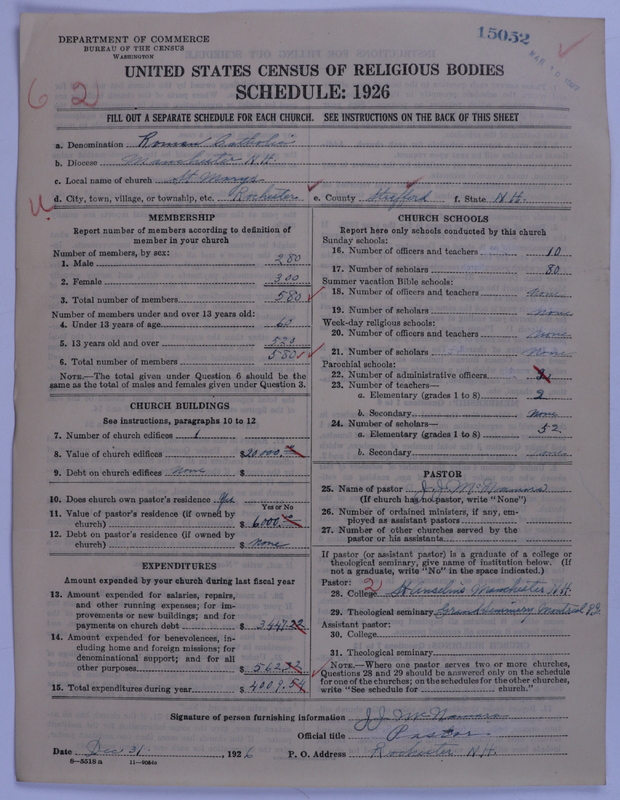 DEPARTMENT OF COMMERCE
BUREAU OF THE CENSUS
WASHINGTON
15052
UNITED STATES CENSUS OF RELIGIOUS BODIES
SCHEDULE: 1926
62
FILL OUT A SEPARATE SCHEDULE FOR EACH CHURCH. SEE INSTRUCTIONS ON THE BACK OF THIS SHEET
a. Denomination Roman Catholic
b. Diocese Manchester N.H.
c. Local name of church St Marys
d. City, town, village, or township, etc. Rochester e. County Strafford f. State N.H.
MEMBERSHIP
Report number of members according to definition of
member in your church
Number of members, by sex:
1. Male 280
2. Female 300
3. Total number of members 580
Number of members under and over 13 years old:
4. Under 13 years of age 60
5. 13 years old and over 520
6. Total number of members 580
NOTE.—The total given under Question 6 should be
same as the total of males and females given under Question 3.
CHURCH BUILDINGS
See instructions, paragraphs 10 to 12
7. Number of church edifices 1
8. Value of church edifices $20000.
9. Debt on church edifices none $
10. Does church own pastor's residence Yes
Yes or No
11. Value of pastor's residence (if owned by
church) $ 6000.
12. Debt on pastor's residence (if owned by
church) $ None
EXPENDITURES
Amount expended by your church during last fiscal year
13. Amount expended for salaries, repairs,
and other running expenses; for im-
provements or new buildings; and for
payments on church debt $ 3447.22
14. Amount expended for benevolences, in-
cluding home and foreign missions; for
denominational support; and for all
other purposes $ 562.32
15. Total expenditures during year $ 4009.54
CHURCH SCHOOLS
Report here only schools conducted by this church
Sunday schools:
16. Number of officers and teachers 10
17. Number of scholars 80
Summer vacation Bible schools:
18. Number of officers and teachers None
19. Number of scholars None
Week-day religious schools:
20. Number of officers and teachers None
21. Number of scholars None
Parochial schools:
22. Number of administrative officers
23. Number of teachers—
a. Elementary (grades 1 to 8) 2
b. Secondary None
24. Number of scholars—
a. Elementary (grades 1 to 8) 52
b. Secondary
PASTOR
25. Name of pastor J. J. McNamara
(If church has no pastor, write "None")
26. Number of ordained ministers, if any, em-
ployed as assistant pastors
27. Number of other churches served by the
pastor or his assistants
If pastor (or assistant pastor) is a graduate of a college or
theological seminary, give name of institution below. (If
not a graduate, write "No" in the space indicated.)
Pastor:
28. College St Anselm's Manchester N.H.
29. Theological seminary Grand Seminary Montreal P.Q.
Assistant pastor:
30. College
31. Theological seminary
NOTE.—Where one pastor serves two or more churches,
Questions 28 and 29 should be answered only on the schedule
for one of the churches; on the schedules for the other churches,
write "See schedule for church."
Signature of person furnishing information J. J. McNamara
Official title Pastor
Date Dec 31, 1926 P. O. Address Rochester N.H.
8—5518 a